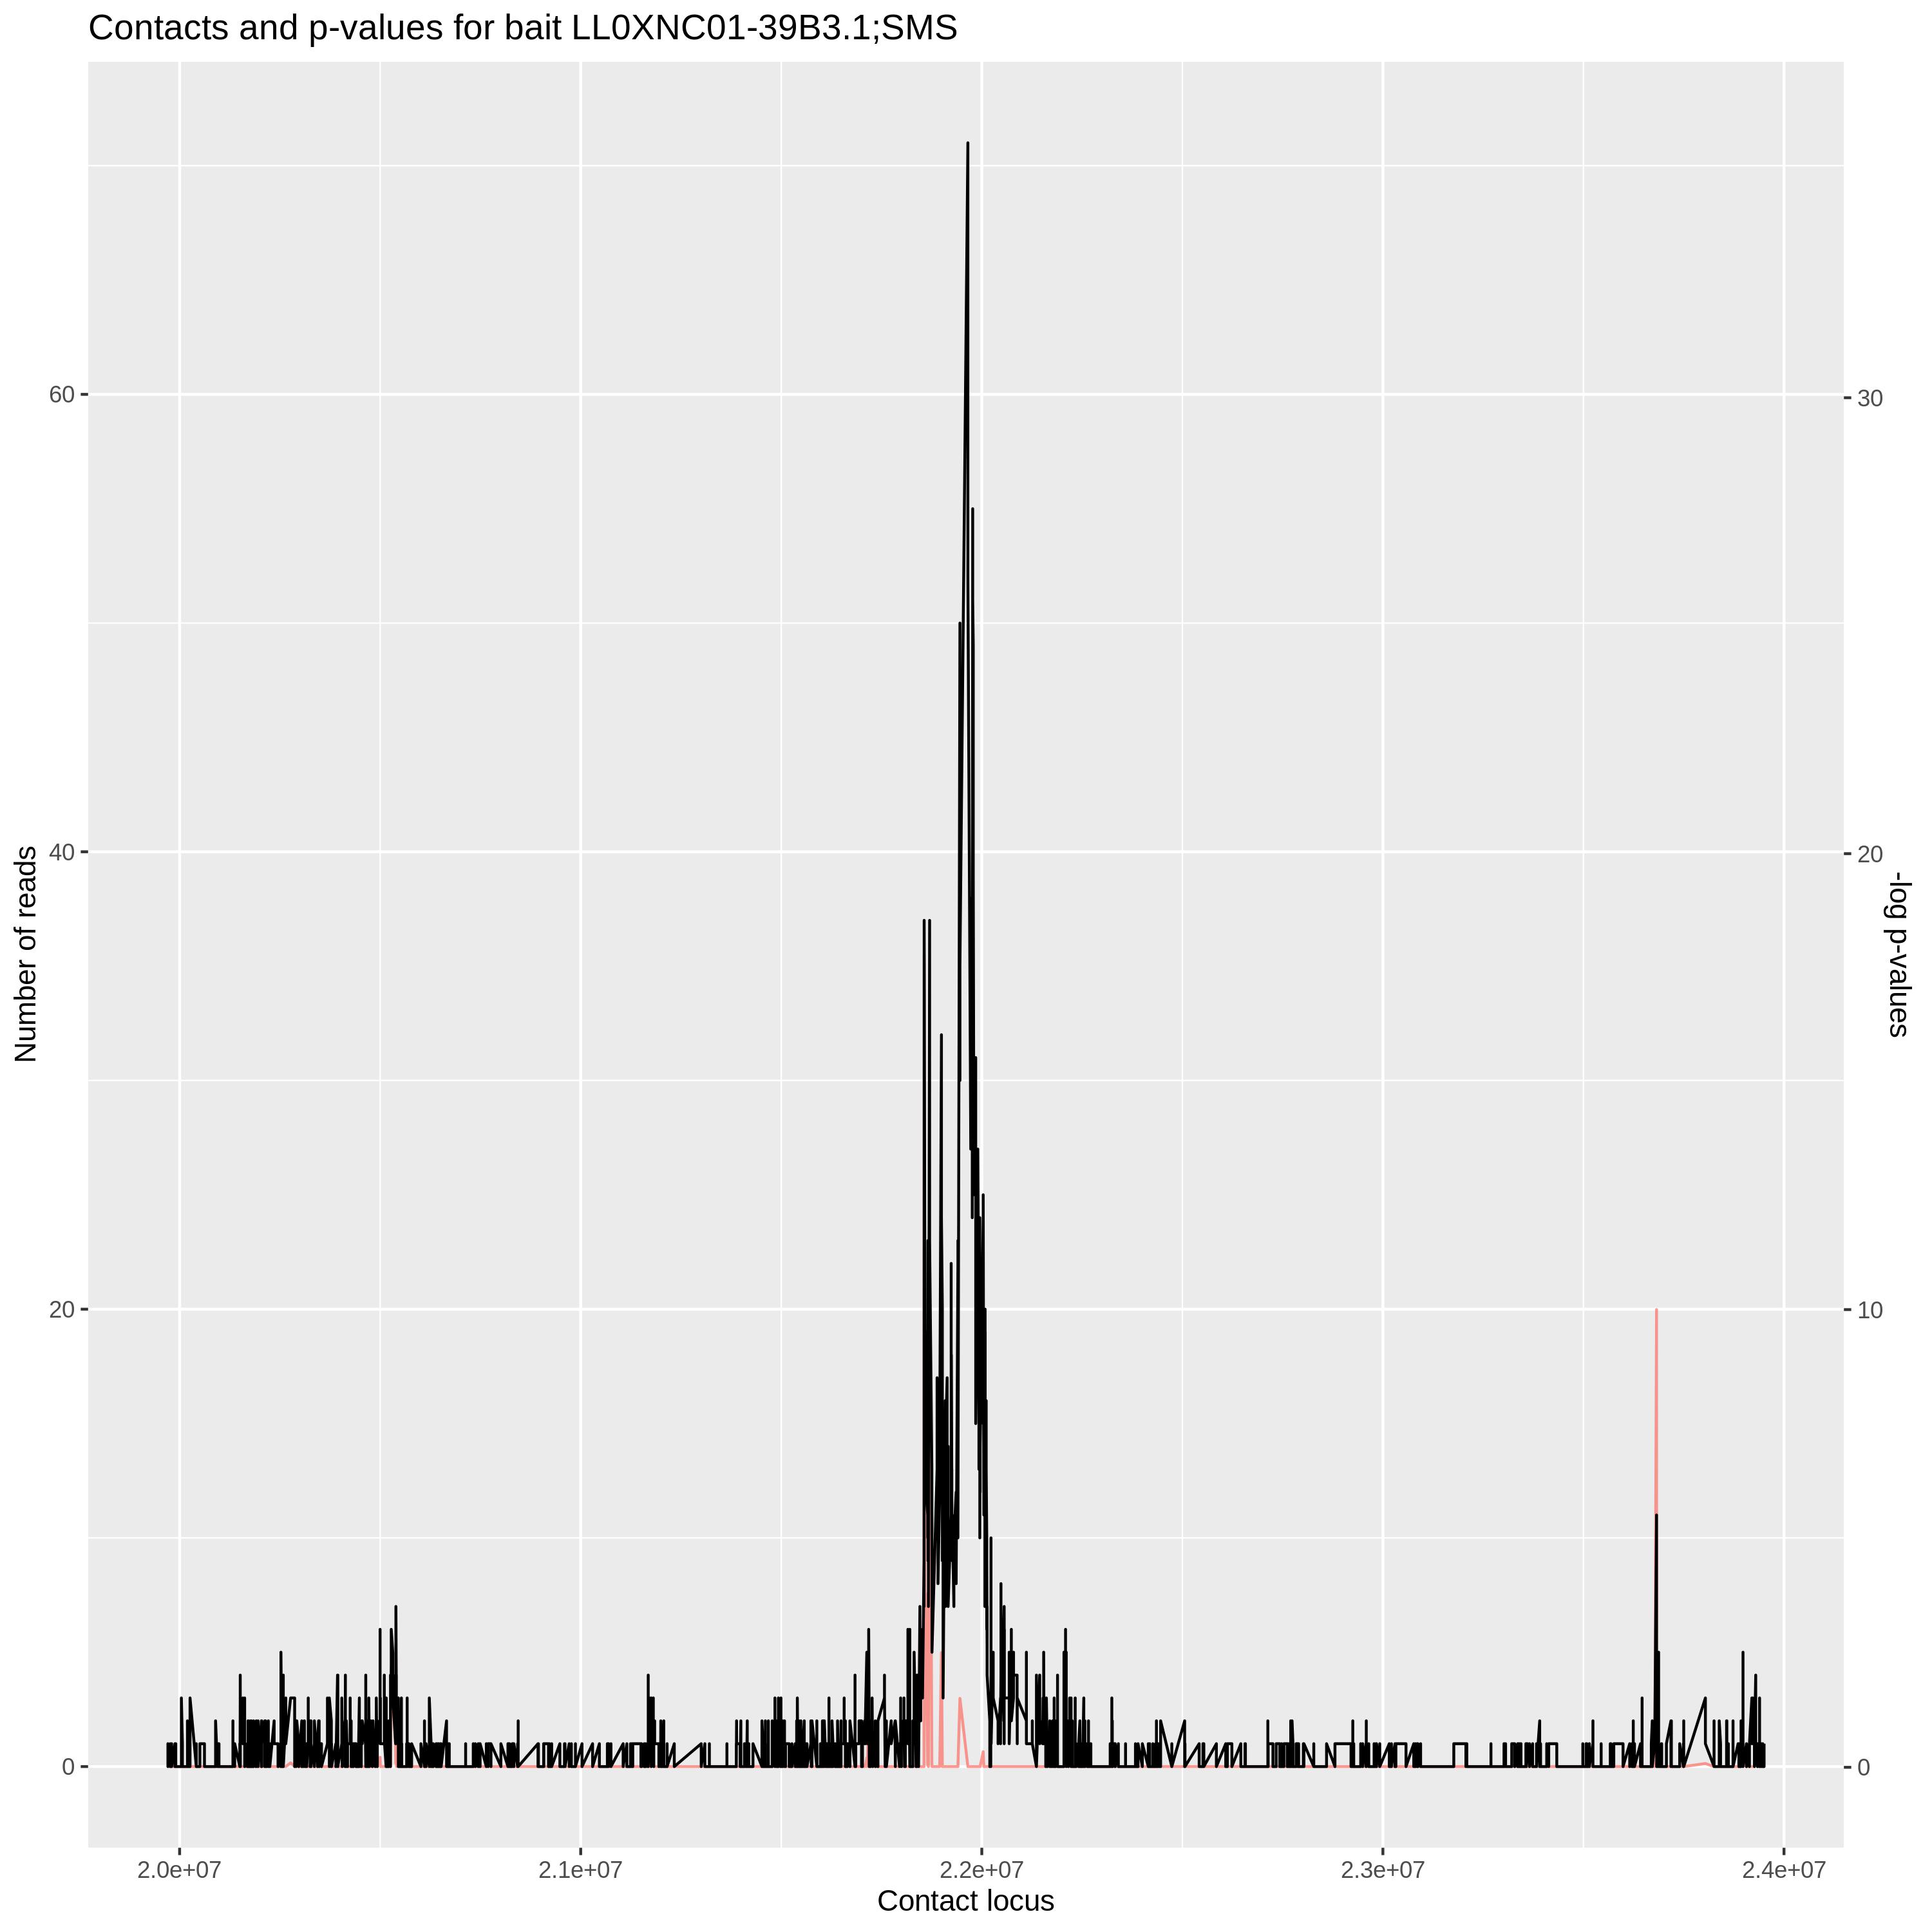 Contacts and p-values for bait LL0XNC01-39B3.1;SMS
60
40
20
0
Number of reads
30
20
10
0
-log p-values
2.0e+07
2.1e+07
2.2e+07
2.3e+07
2.4e+07
Contact locus